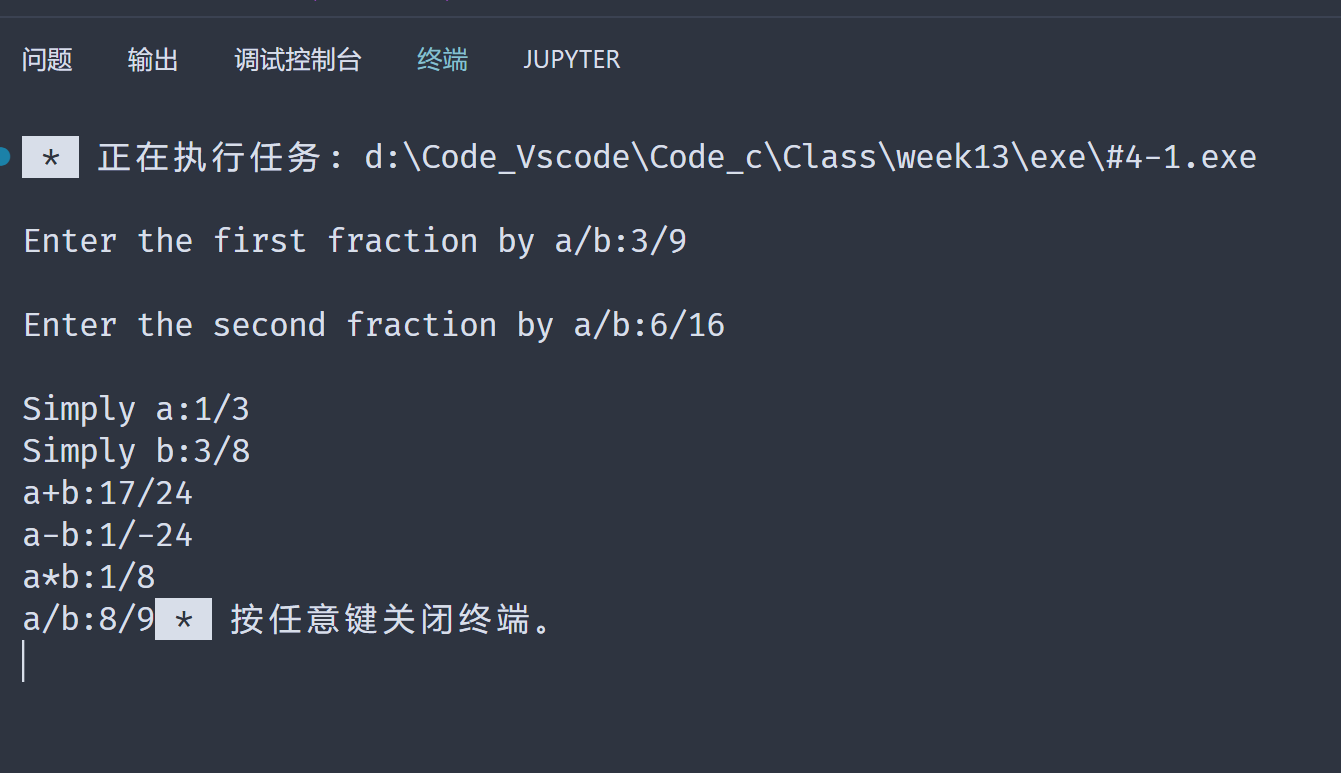 问题 输出 调试控制台 终端 JUPYTER
* 正在执行任务: d:\Code_Vscode\Code_c\Class\week13\exe\#4-1.exe
Enter the first fraction by a/b:3/9
Enter the second fraction by a/b:6/16
Simply a:1/3
Simply b:3/8
a+b:17/24
a-b:1/-24
a*b:1/8
a/b:8/9 * 按任意键关闭终端。